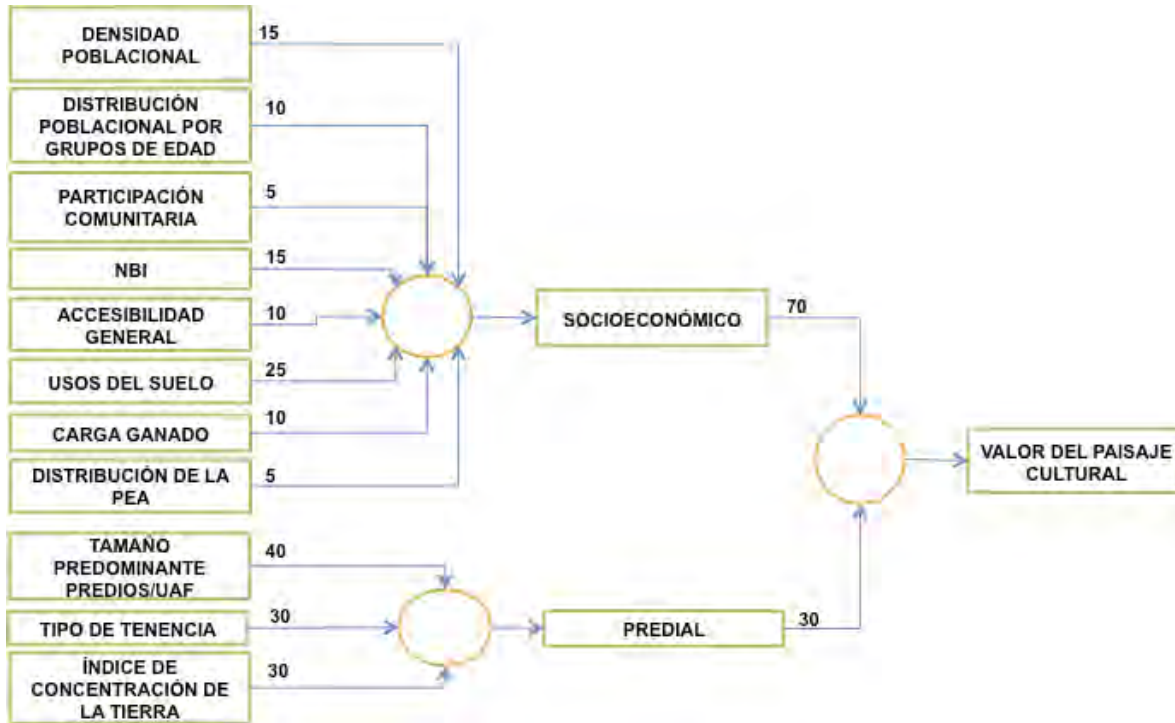 DENSIDAD
POBLACIONAL
15
DISTRIBUCIÓN
POBLACIONAL POR
GRUPOS DE EDAD
10
PARTICIPACIÓN
COMUNITARIA
5
NBI
15
ACCESIBILIDAD
GENERAL
10
USOS DEL SUELO
25
CARGA GANADO
10
DISTRIBUCIÓN DE LA
PEA
5
SOCIOECONÓMICO
70
TAMAÑO
PREDOMINANTE
PREDIOS/UAF
40
TIPO DE TENENCIA
30
ÍNDICE DE
CONCENTRACIÓN DE
LA TIERRA
30
PREDIAL
30
VALOR DEL PAISAJE
CULTURAL